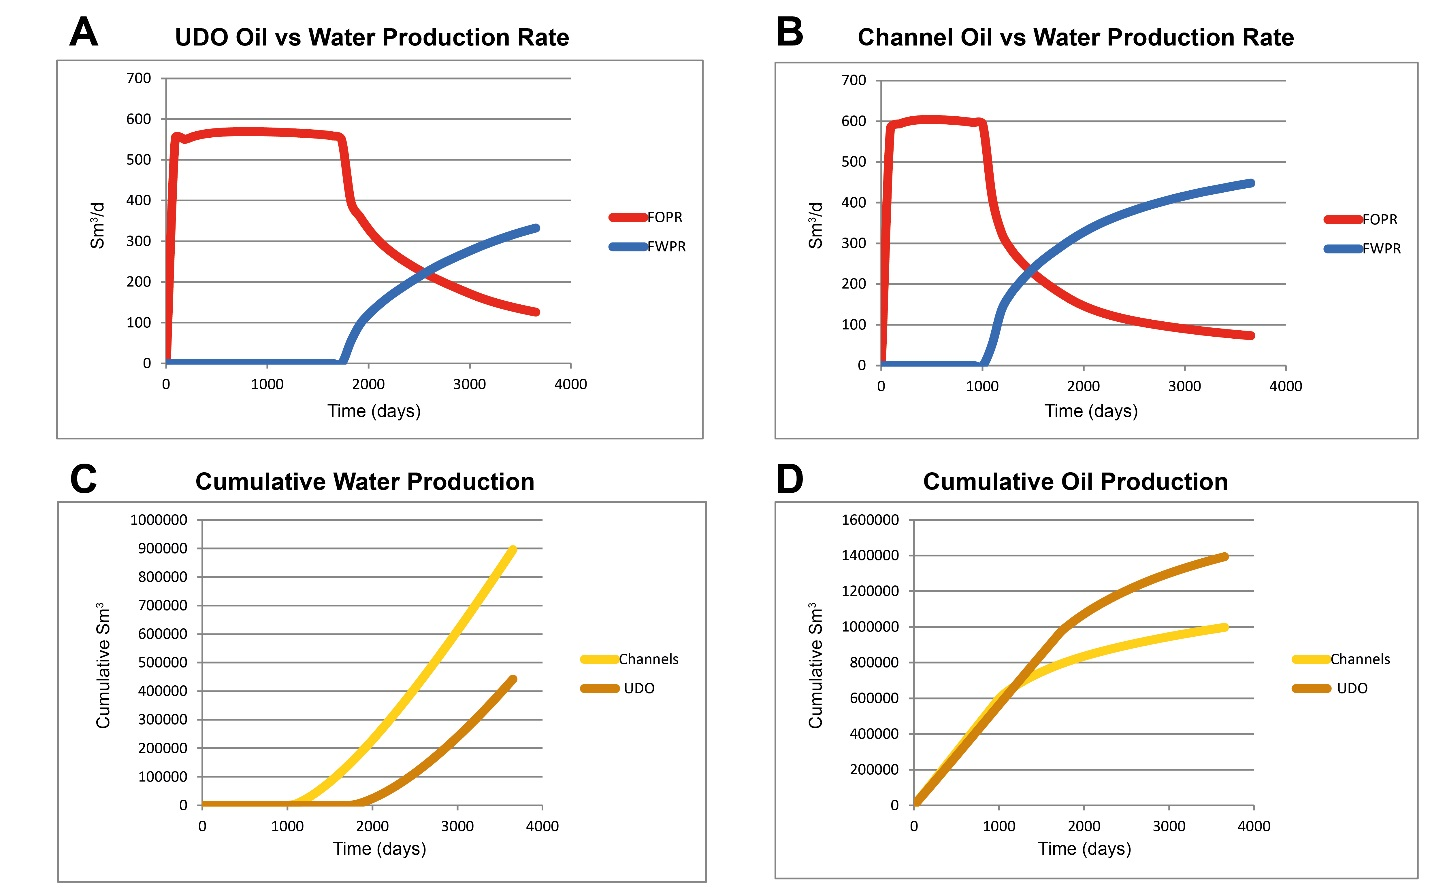 A
UDO Oil vs Water Production Rate
700
600
500
400
300
200
100
0
Sm³/d
0 1000 2000 3000 4000
Time (days)
FOPR
FWPR
B
Channel Oil vs Water Production Rate
700
600
500
400
300
200
100
0
Sm³/d
0 1000 2000 3000 4000
Time (days)
FOPR
FWPR
C
Cumulative Water Production
1000000
900000
800000
700000
600000
500000
400000
300000
200000
100000
0
Cumulative Sm³
0 1000 2000 3000 4000
Time (days)
Channels
UDO
D
Cumulative Oil Production
1600000
1400000
1200000
1000000
800000
600000
400000
200000
0
Cumulative Sm³
0 1000 2000 3000 4000
Time (days)
Channels
UDO